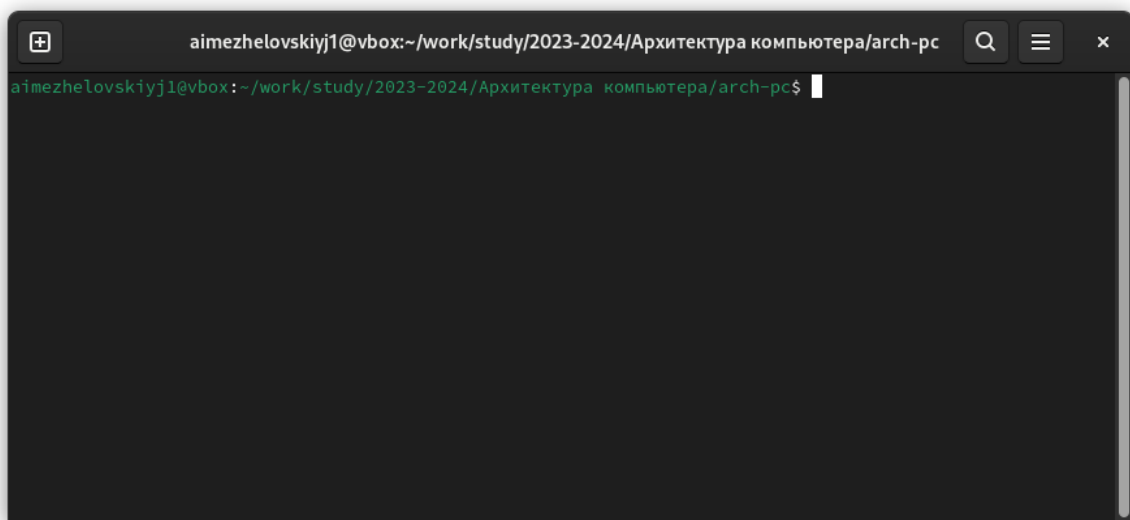 aimezhelovskiyj1@vbox:~/work/study/2023-2024/Архитектура компьютера/arch-pc
aimezhelovskiyj1@vbox:~/work/study/2023-2024/Архитектура компьютера/arch-pc$